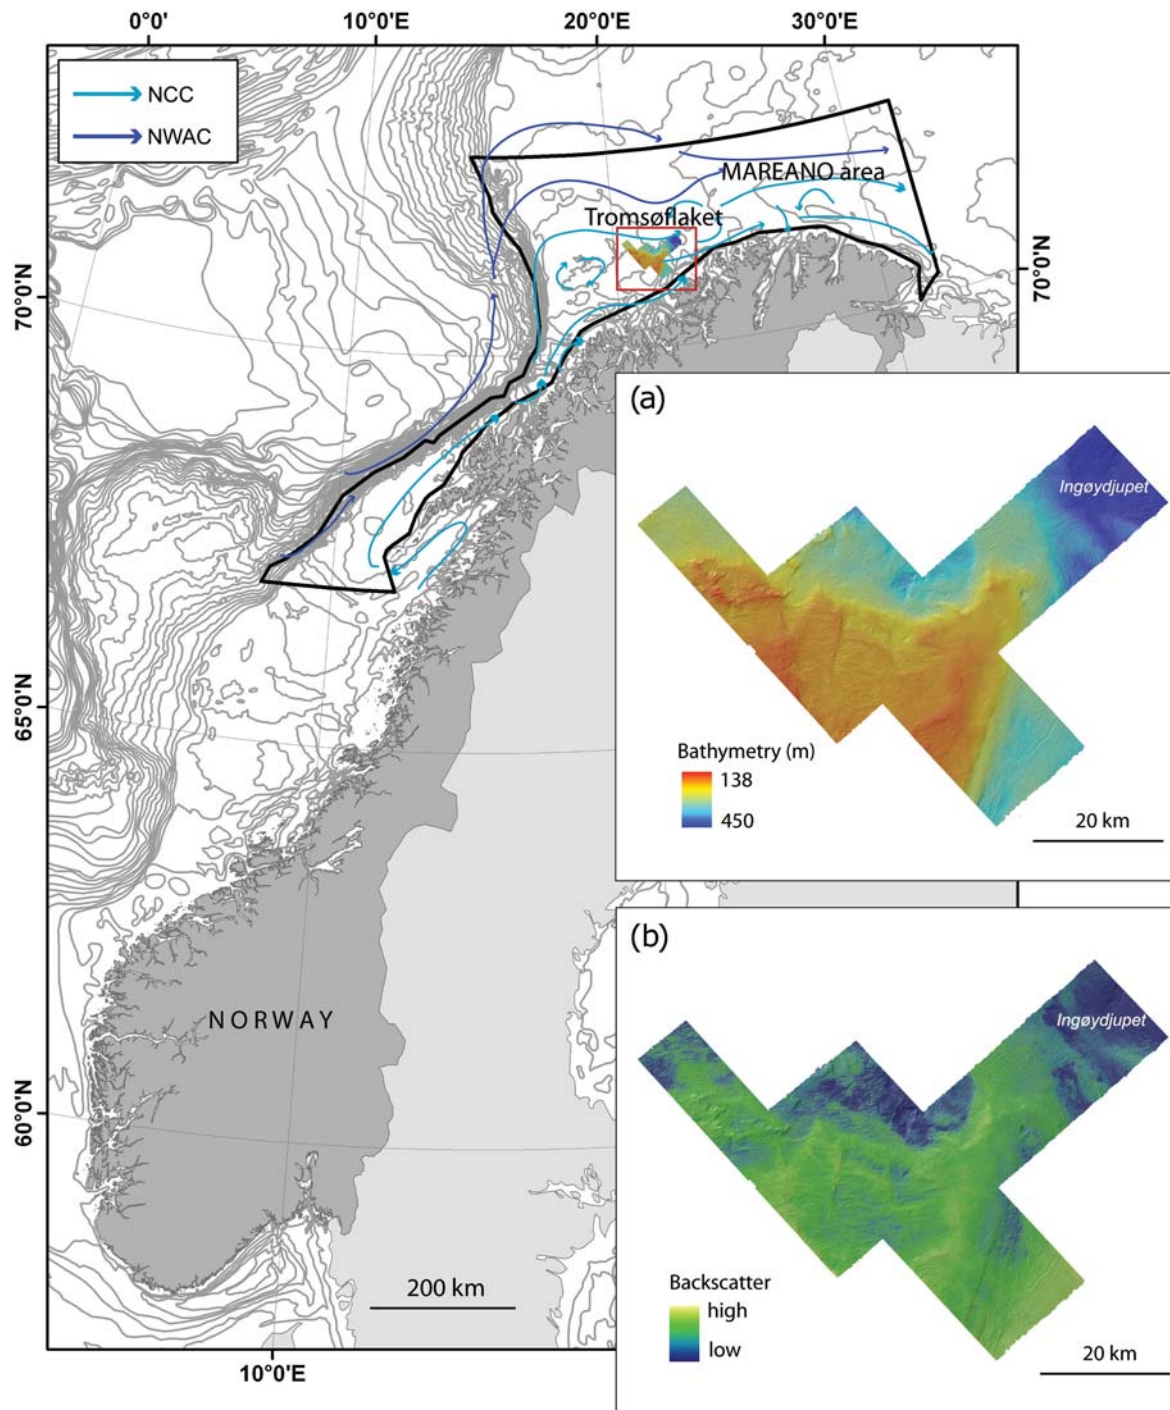 0°0'
10°0'E
20°0'E
30°0'E
NCC
NWAC
MAREANO area
Tromsøflaket
70°0'N
70°0'N
65°0'N
60°0'N
NORWAY
200 km
10°0'E
(a)
Ingøydjupet
Bathymetry (m)
138
450
20 km
(b)
Ingøydjupet
Backscatter
high
low
20 km